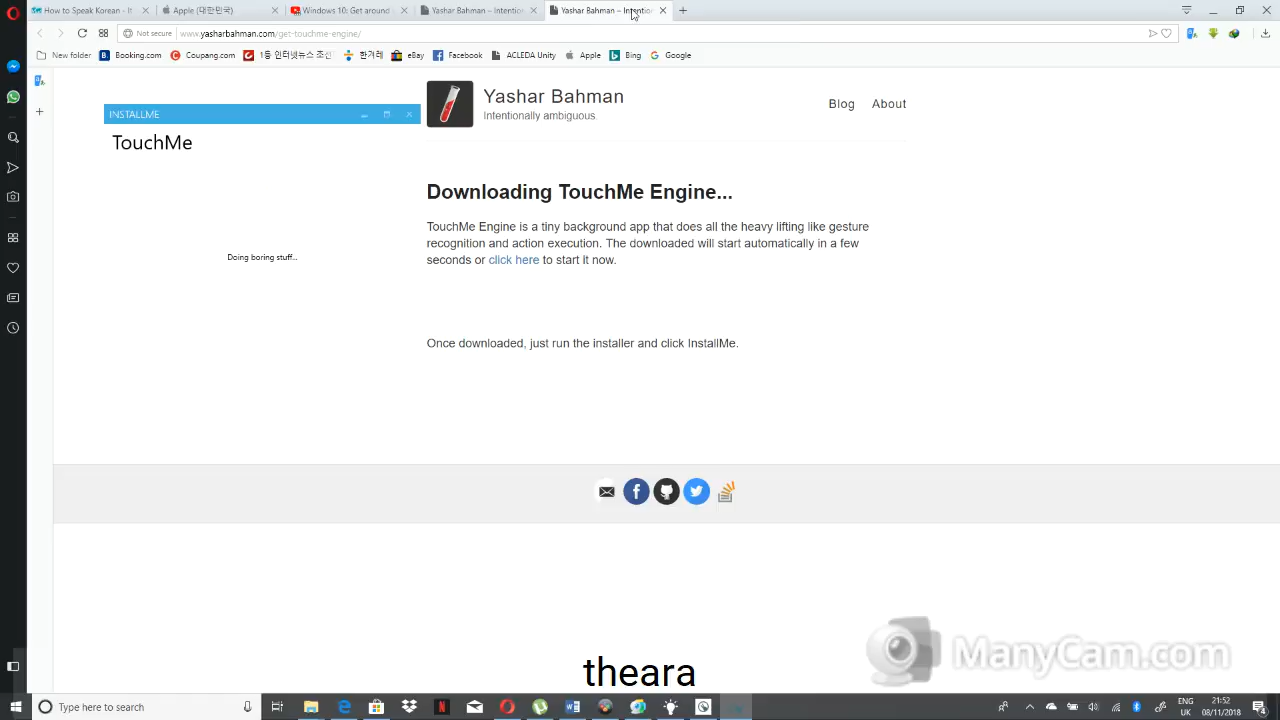 How to Speak Korean - It
Apple (대한민국)
Windows 10: Get around
Yashar Bahman – Intention
Yashar Bahman – Intentio
Not secure
www.yasharbahman.com/get-touchme-engine/
New folder
Booking.com
Coupang.com
1등 인터넷뉴스 조선
한겨레
eBay
Facebook
ACLEDA Unity
Apple
Bing
Google
INSTALLME
TouchMe
Doing boring stuff...
Yashar Bahman
Intentionally ambiguous.
Blog
About
Downloading TouchMe Engine...
TouchMe Engine is a tiny background app that does all the heavy lifting like gesture
recognition and action execution. The downloaded will start automatically in a few
seconds or click here to start it now.
Once downloaded, just run the installer and click InstallMe.
ManyCam.com
theara
Type here to search
ENG
UK
21:52
08/11/2018